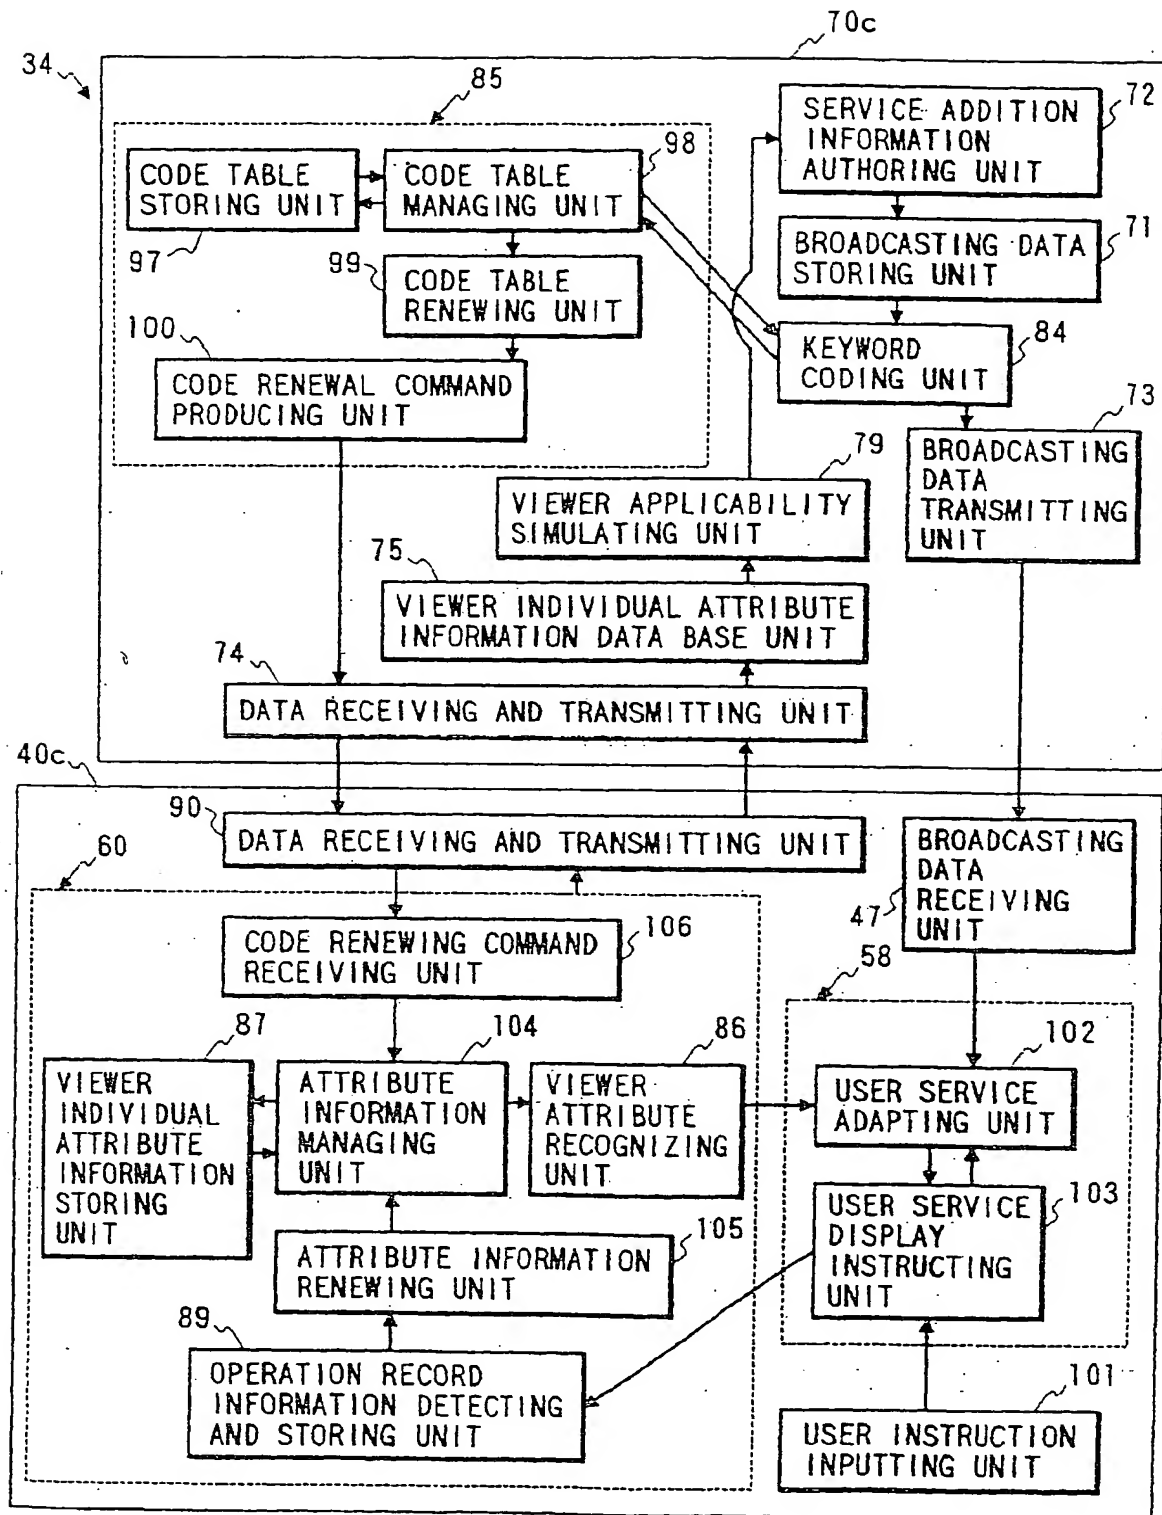 70c
34
85
72
SERVICE ADDITION
INFORMATION
AUTHORING UNIT
98
CODE TABLE
STORING UNIT
CODE TABLE
MANAGING UNIT
97
71
BROADCASTING DATA
STORING UNIT
99
CODE TABLE
RENEWING UNIT
100
84
KEYWORD
CODING UNIT
CODE RENEWAL COMMAND
PRODUCING UNIT
73
BROADCASTING
DATA
TRANSMITTING
UNIT
79
VIEWER APPLICABILITY
SIMULATING UNIT
75
VIEWER INDIVIDUAL ATTRIBUTE
INFORMATION DATA BASE UNIT
74
DATA RECEIVING AND TRANSMITTING UNIT
40c
90
DATA RECEIVING AND TRANSMITTING UNIT
BROADCASTING
DATA
RECEIVING
UNIT
47
60
CODE RENEWING COMMAND
RECEIVING UNIT
106
58
87
104
86
102
VIEWER
INDIVIDUAL
ATTRIBUTE
INFORMATION
STORING
UNIT
ATTRIBUTE
INFORMATION
MANAGING
UNIT
VIEWER
ATTRIBUTE
RECOGNIZING
UNIT
USER SERVICE
ADAPTING UNIT
103
USER SERVICE
DISPLAY
INSTRUCTING
UNIT
105
ATTRIBUTE INFORMATION
RENEWING UNIT
89
OPERATION RECORD
INFORMATION DETECTING
AND STORING UNIT
101
USER INSTRUCTION
INPUTTING UNIT